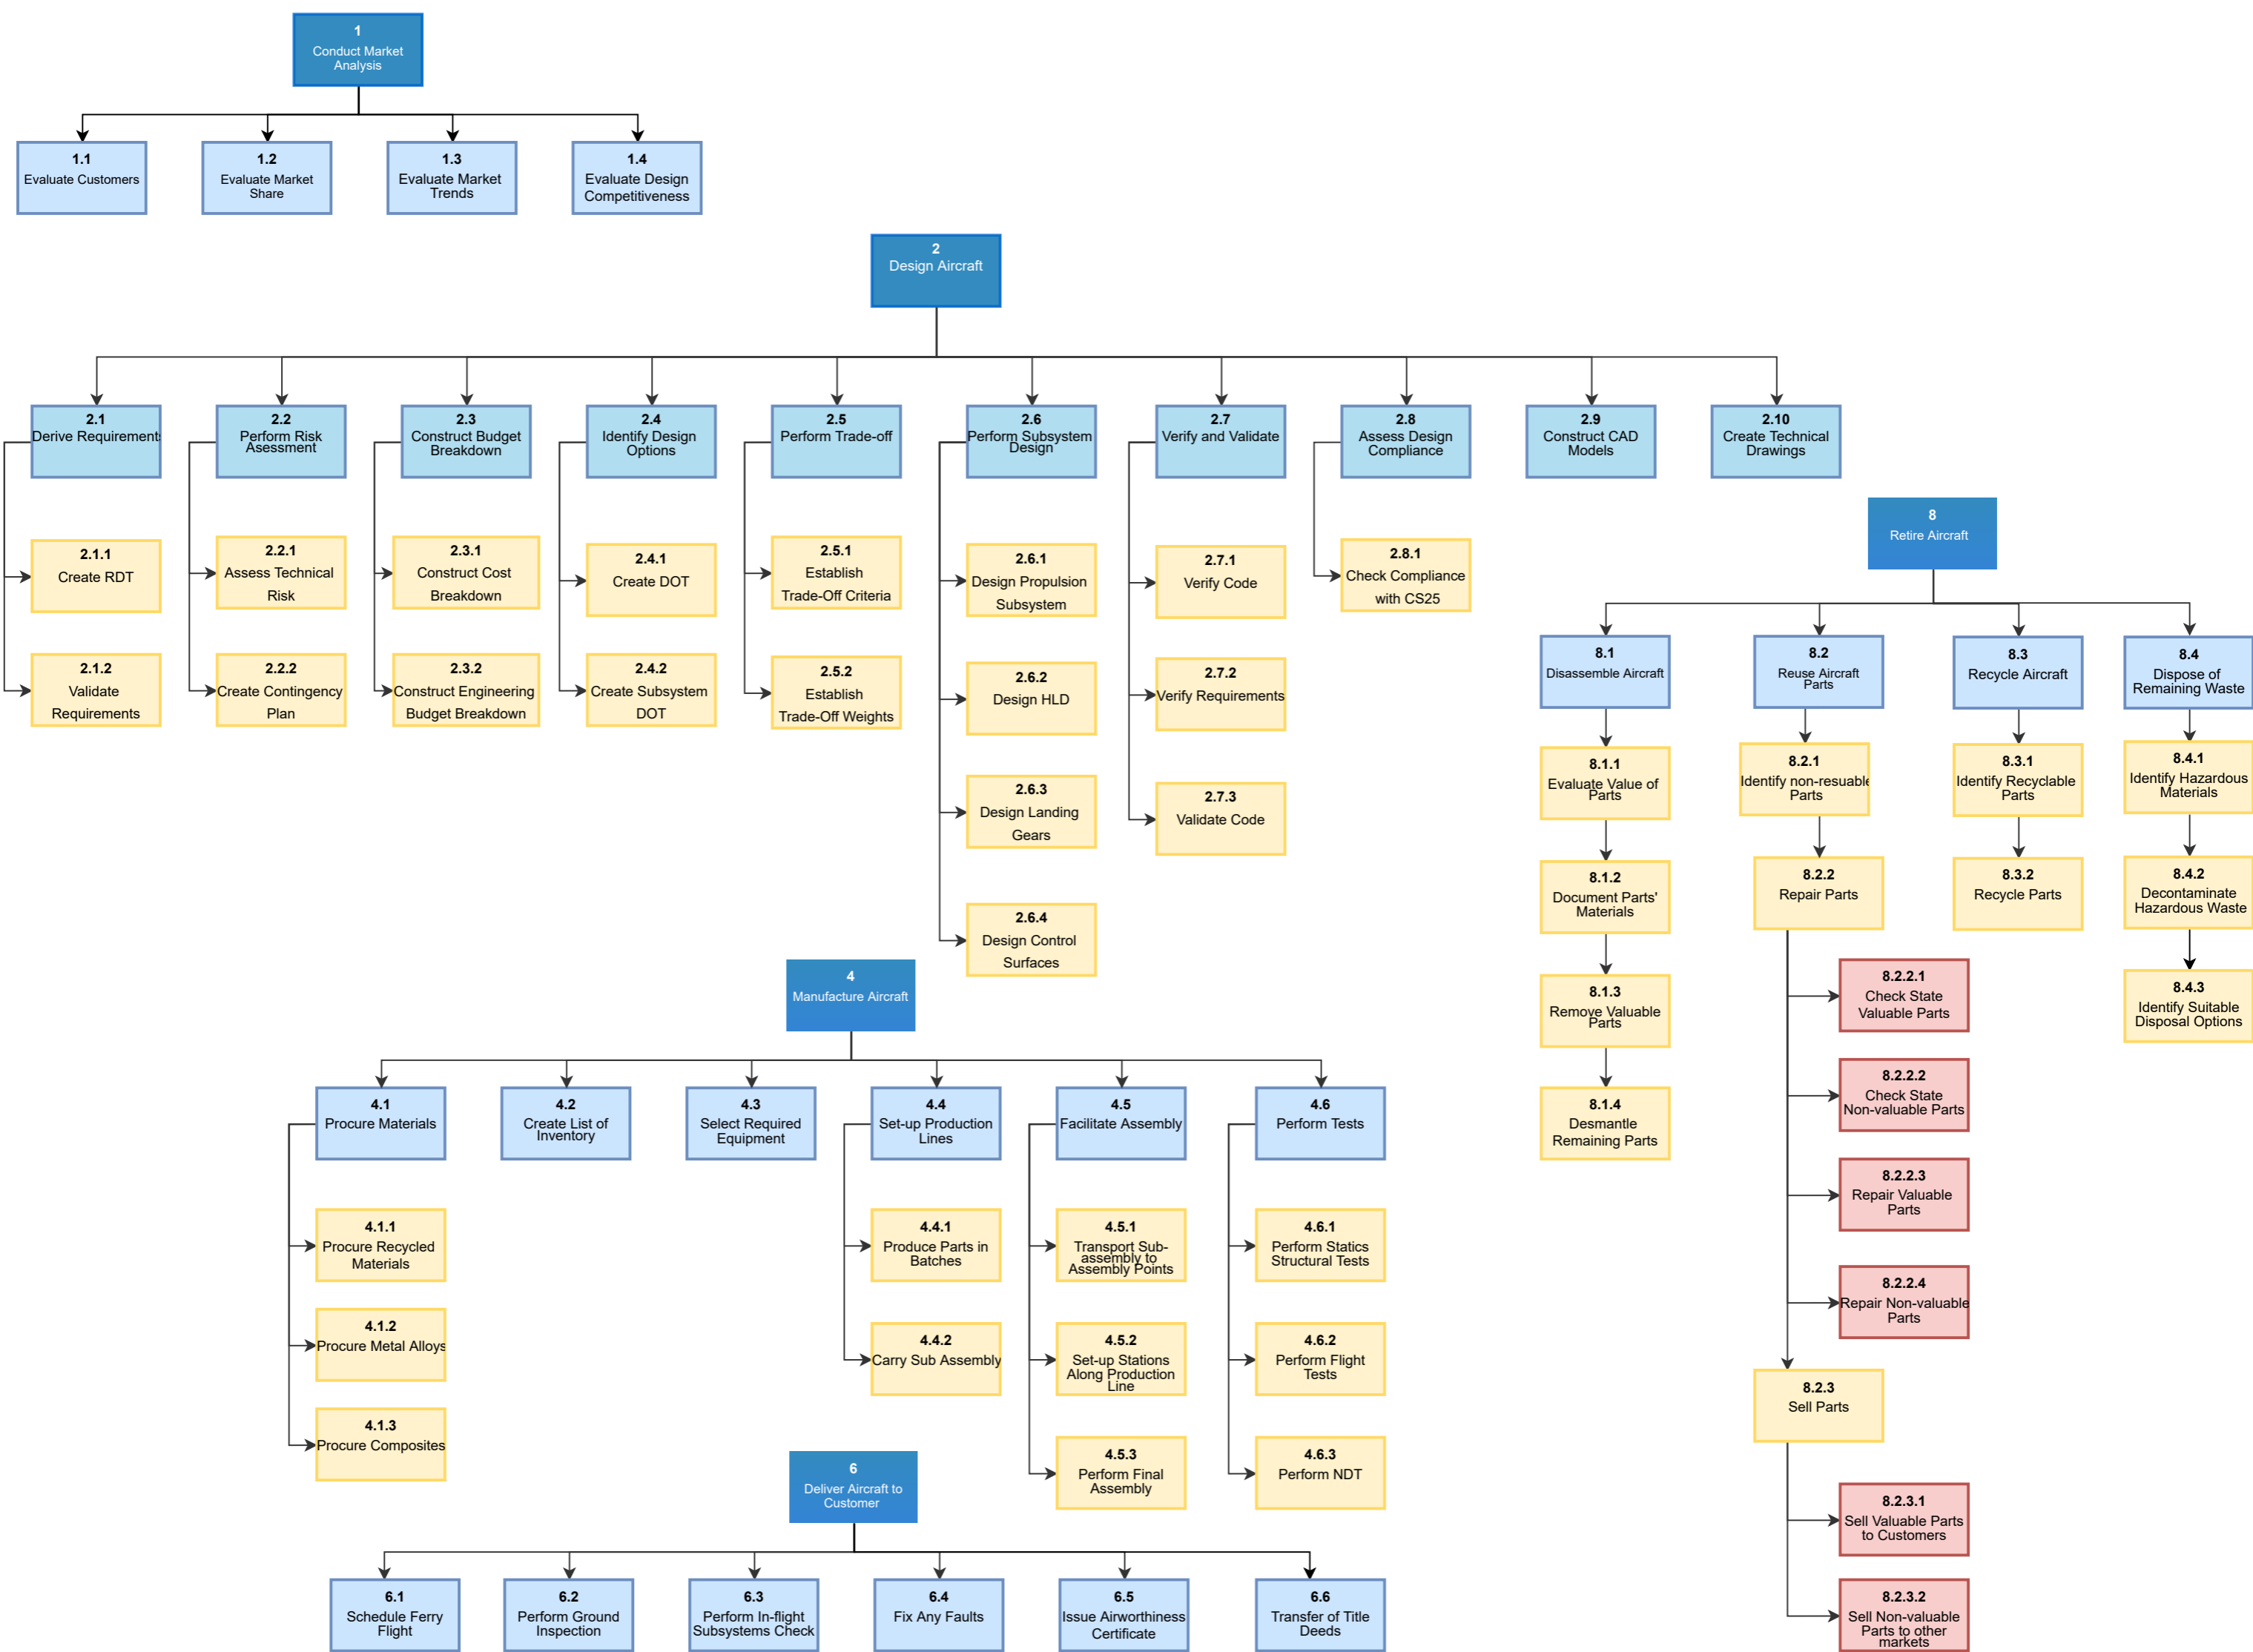 1
Conduct Market
Analysis
1.1
Evaluate Customers
1.2
Evaluate Market
Share
1.3
Evaluate Market
Trends
1.4
Evaluate Design
Competitiveness
2
Design Aircraft
2.1
Derive Requirements
2.2
Perform Risk
Asessment
2.3
Construct Budget
Breakdown
2.4
Identify Design
Options
2.5
Perform Trade-off
2.6
Perform Subsystem
Design
2.7
Verify and Validate
2.8
Assess Design
Compliance
2.9
Construct CAD
Models
2.10
Create Technical
Drawings
2.1.1
Create RDT
2.1.2
Validate
Requirements
2.2.1
Assess Technical
Risk
2.2.2
Create Contingency
Plan
2.3.1
Construct Cost
Breakdown
2.3.2
Construct Engineering
Budget Breakdown
2.4.1
Create DOT
2.4.2
Create Subsystem
DOT
2.5.1
Establish
Trade-Off Criteria
2.5.2
Establish
Trade-Off Weights
2.6.1
Design Propulsion
Subsystem
2.6.2
Design HLD
2.6.3
Design Landing
Gears
2.6.4
Design Control
Surfaces
2.7.1
Verify Code
2.7.2
Verify Requirements
2.7.3
Validate Code
2.8.1
Check Compliance
with CS25
8
Retire Aircraft
8.1
Disassemble Aircraft
8.2
Reuse Aircraft
Parts
8.3
Recycle Aircraft
8.4
Dispose of
Remaining Waste
8.1.1
Evaluate Value of
Parts
8.1.2
Document Parts'
Materials
8.1.3
Remove Valuable
Parts
8.1.4
Desmantle
Remaining Parts
8.2.1
Identify non-resuable
Parts
8.2.2
Repair Parts
8.2.2.1
Check State
Valuable Parts
8.2.2.2
Check State
Non-valuable Parts
8.2.2.3
Repair Valuable
Parts
8.2.2.4
Repair Non-valuable
Parts
8.2.3
Sell Parts
8.2.3.1
Sell Valuable Parts
to Customers
8.2.3.2
Sell Non-valuable
Parts to other
markets
8.3.1
Identify Recyclable
Parts
8.3.2
Recycle Parts
8.4.1
Identify Hazardous
Materials
8.4.2
Decontaminate
Hazardous Waste
8.4.3
Identify Suitable
Disposal Options
4
Manufacture Aircraft
4.1
Procure Materials
4.2
Create List of
Inventory
4.3
Select Required
Equipment
4.4
Set-up Production
Lines
4.5
Facilitate Assembly
4.6
Perform Tests
4.1.1
Procure Recycled
Materials
4.1.2
Procure Metal Alloys
4.1.3
Procure Composites
4.4.1
Produce Parts in
Batches
4.4.2
Carry Sub Assembly
4.5.1
Transport Sub-
assembly to
Assembly Points
4.5.2
Set-up Stations
Along Production
Line
4.5.3
Perform Final
Assembly
4.6.1
Perform Statics
Structural Tests
4.6.2
Perform Flight
Tests
4.6.3
Perform NDT
6
Deliver Aircraft to
Customer
6.1
Schedule Ferry
Flight
6.2
Perform Ground
Inspection
6.3
Perform In-flight
Subsystems Check
6.4
Fix Any Faults
6.5
Issue Airworthiness
Certificate
6.6
Transfer of Title
Deeds